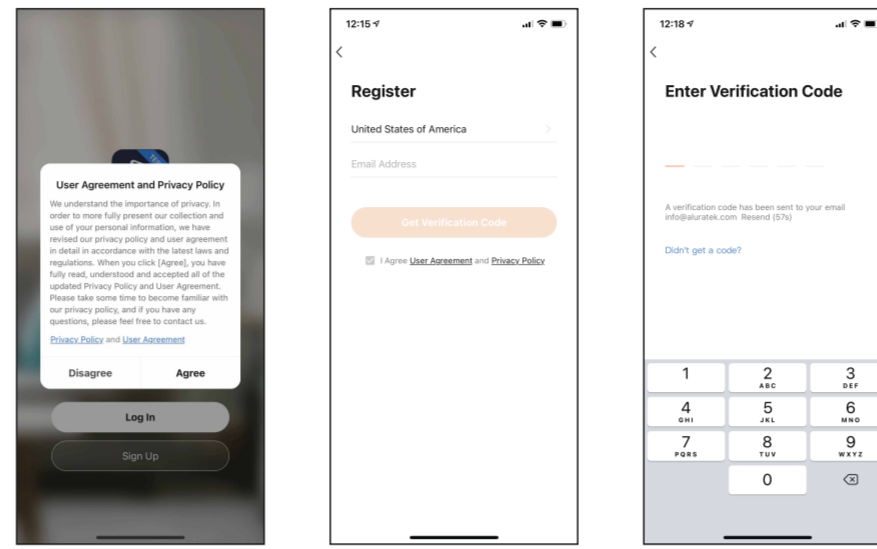 User Agreement and Privacy Policy
We understand the importance of privacy. In
order to more fully present our collection and
use of your personal information, we have
revised our privacy policy and user agreement
in detail in accordance with the latest laws and
regulations. When you click [Agree], you have
fully read, understood and accepted all of the
updated Privacy Policy and User Agreement.
Please take some time to become familiar with
our privacy policy, and if you have any
questions, please feel free to contact us.
Privacy Policy and User Agreement
Disagree Agree
Log In
Sign Up
12:15
Register
United States of America
Email Address
Get Verification Code
I Agree User Agreement and Privacy Policy
12:18
Enter Verification Code
A verification code has been sent to your email
info@aluratek.com Resend (57s)
Didn't get a code?
1 2 3
ABC DEF
4 5 6
GHI JKL MNO
7 8 9
PQRS TUV WXYZ
0